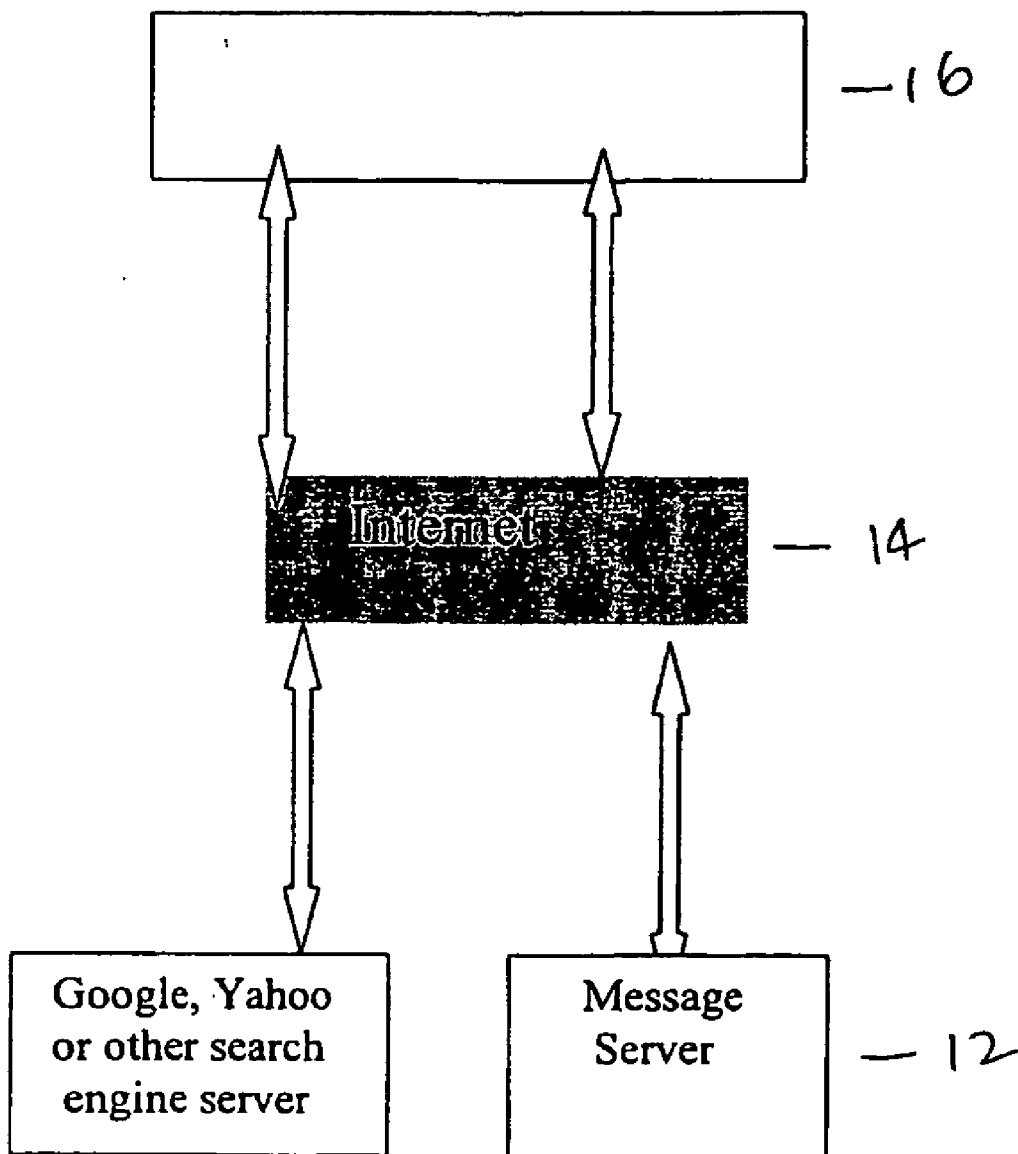 —16
Internet
— 14
Google, Yahoo
or other search
engine server
Message
Server
— 12